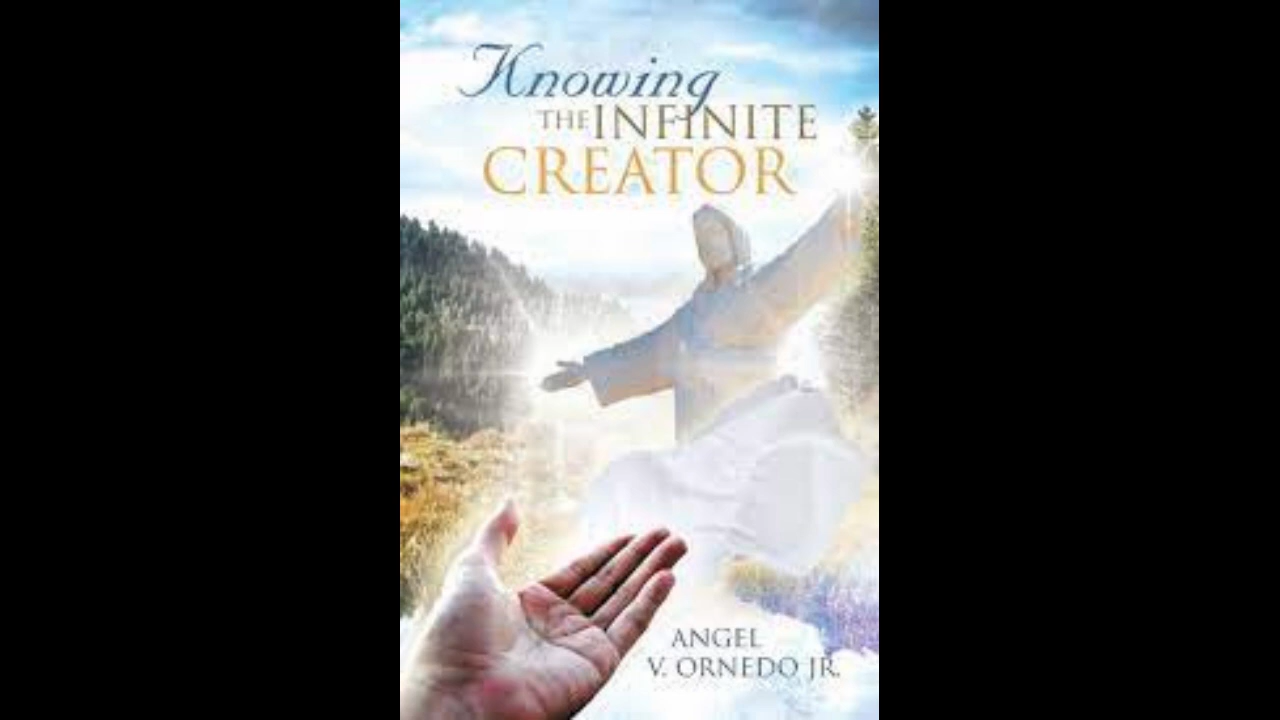 Knowing
THE INFINITE
CREATOR
ANGEL
V. ORNEDO JR.